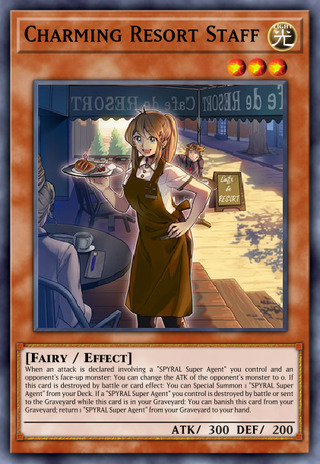 CHARMING RESORT STAFF
LIGHT
光
Cafe de RESORT
fe de RESORT
Café
de
RESORT
[FAIRY / EFFECT]
When an attack is declared involving a "SPYRAL Super Agent" you control and an
opponent's face-up monster: You can change the ATK of the opponent's monster to 0. If
this card is destroyed by battle or card effect: You can Special Summon 1 "SPYRAL Super
Agent" from your Deck. If a "SPYRAL Super Agent" you control is destroyed by battle or sent
to the Graveyard while this card is in your Graveyard: You can banish this card from your
Graveyard; return 1 "SPYRAL Super Agent" from your Graveyard to your hand.
ATK/ 300 DEF/ 200